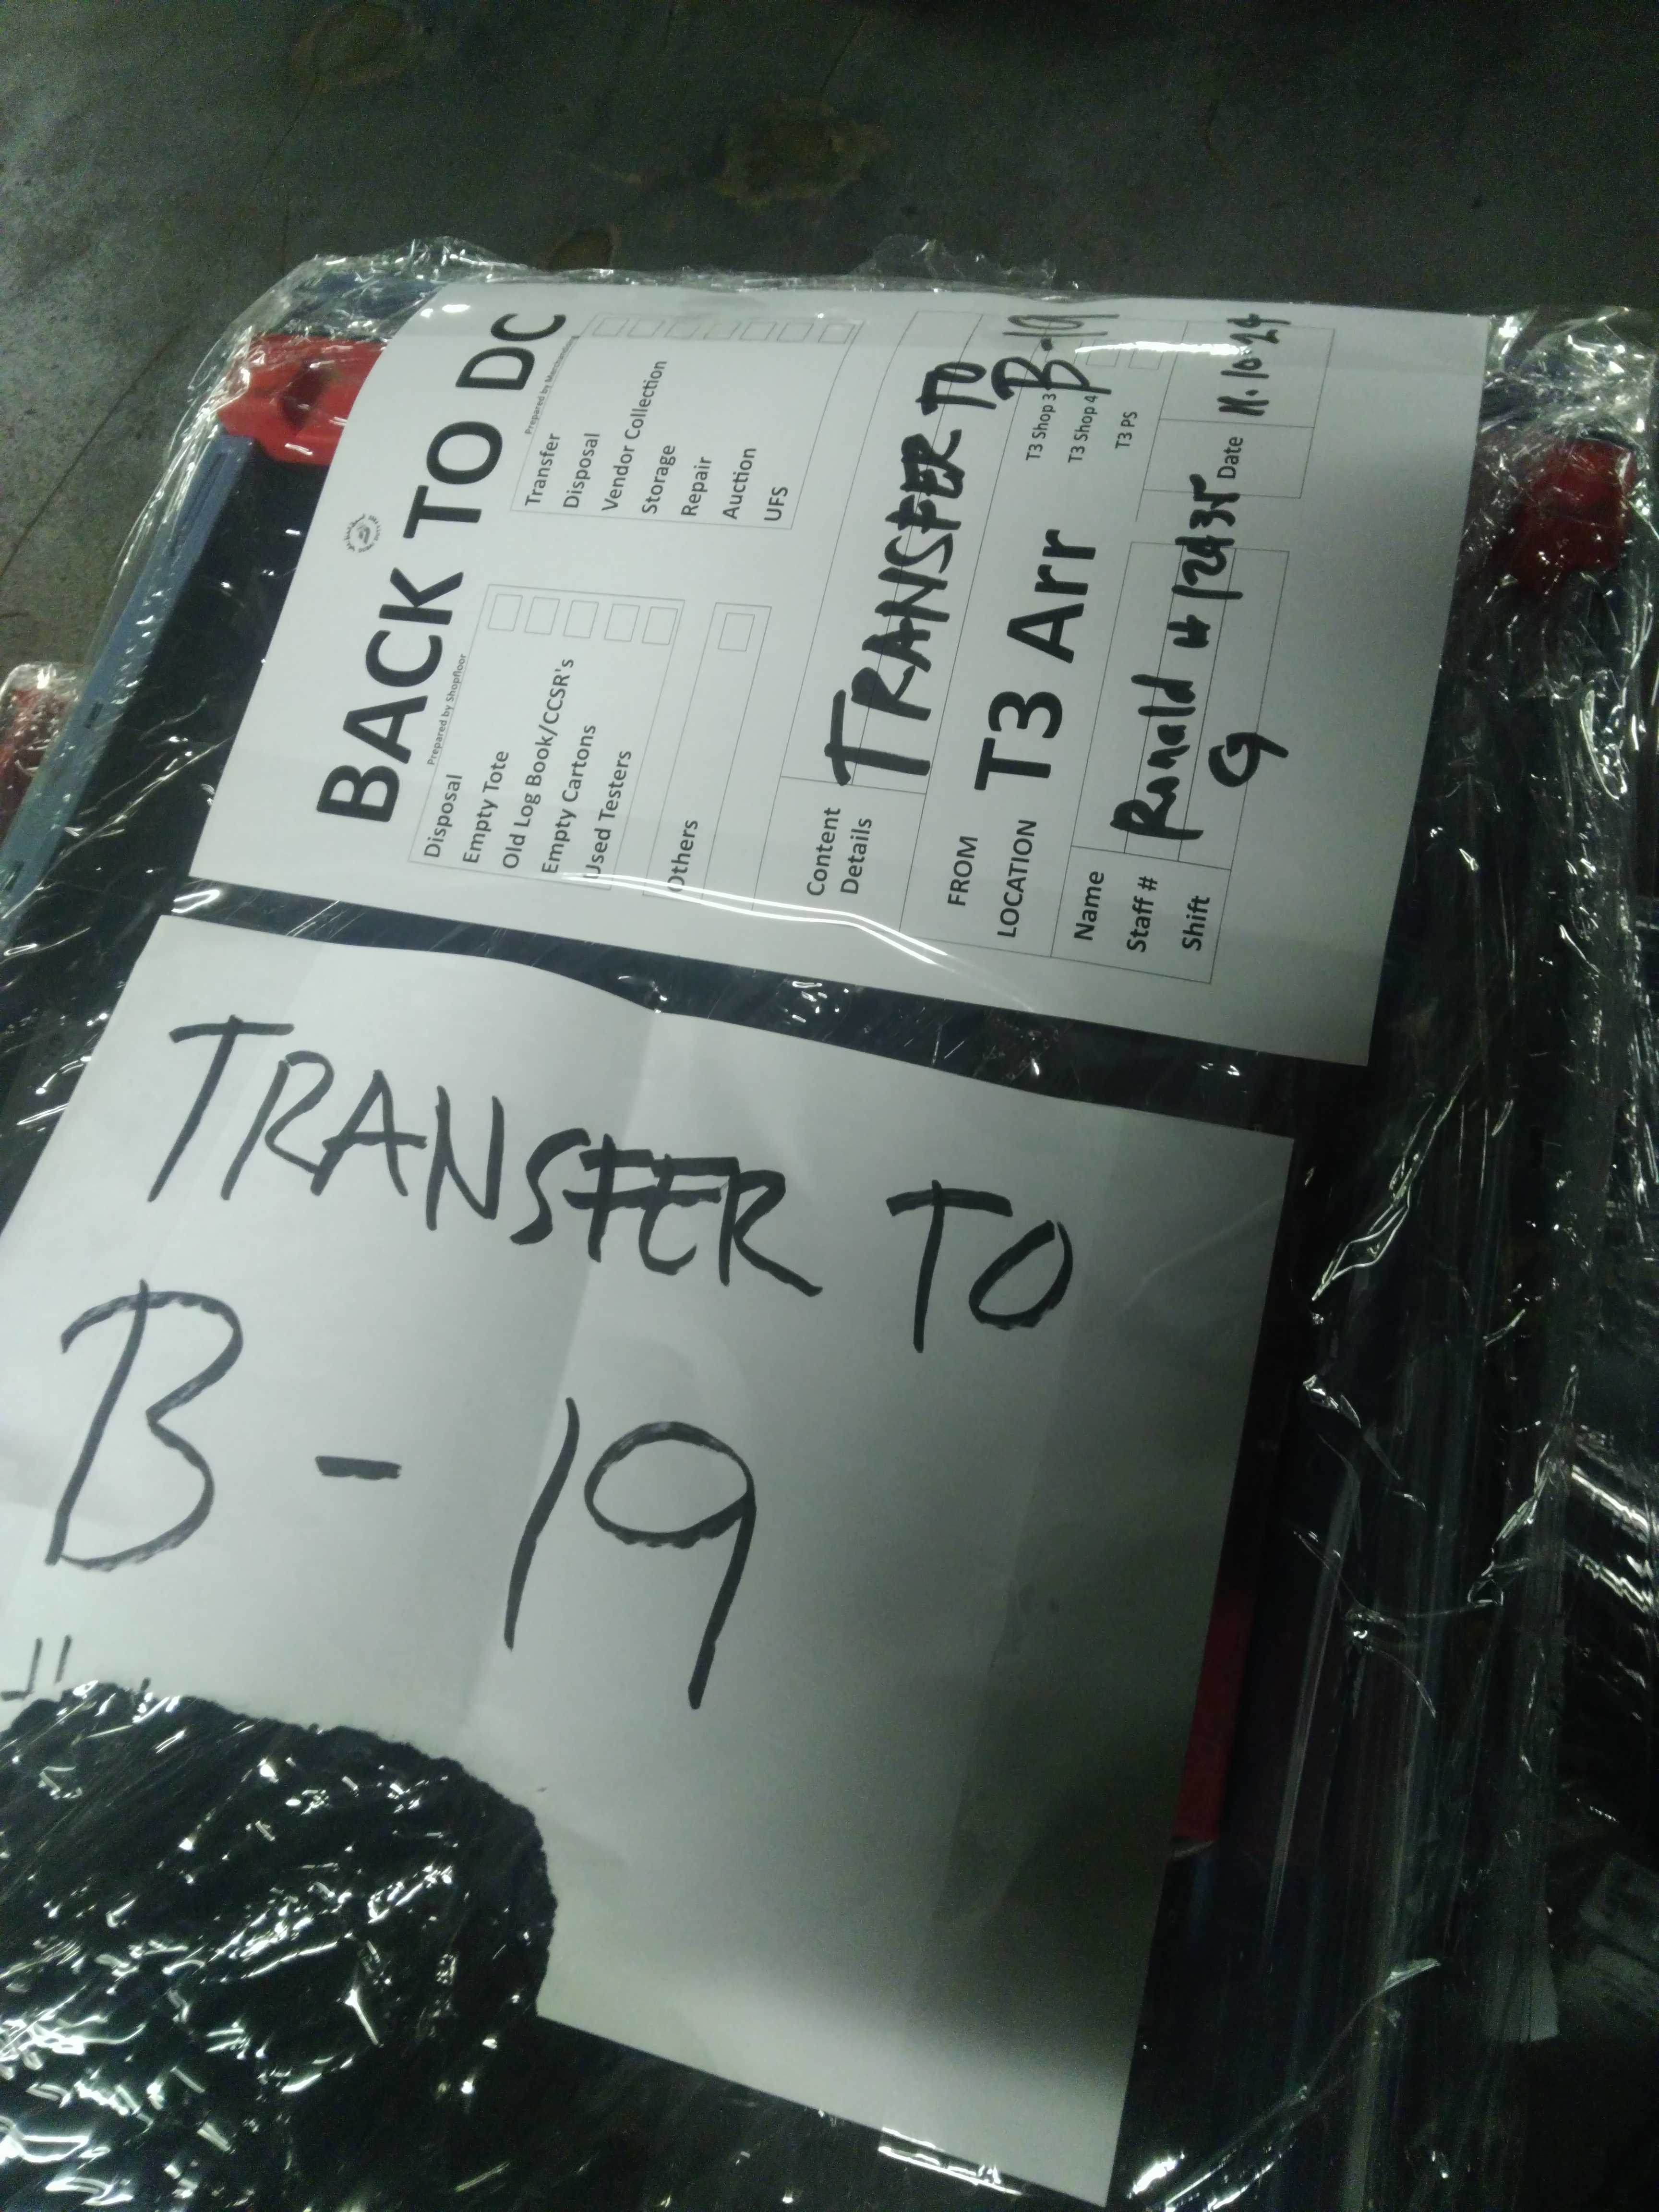 BACK TO DC
Prepared by Shopfloor
Disposal
Empty Tote
Old Log Book/CCSR's
Empty Cartons
Used Testers
Others
Prepared by Merchandising
Transfer
Disposal
Vendor Collection
Storage
Repair
Auction
UFS
Content Details
TRANSFER TO
B-19
FROM
LOCATION
T3 Arr
T3 Shop 3
T3 Shop 4
T3 PS
Name
Staff #
Shift
Ronald # 12435
Date
TRANSFER TO
B-19